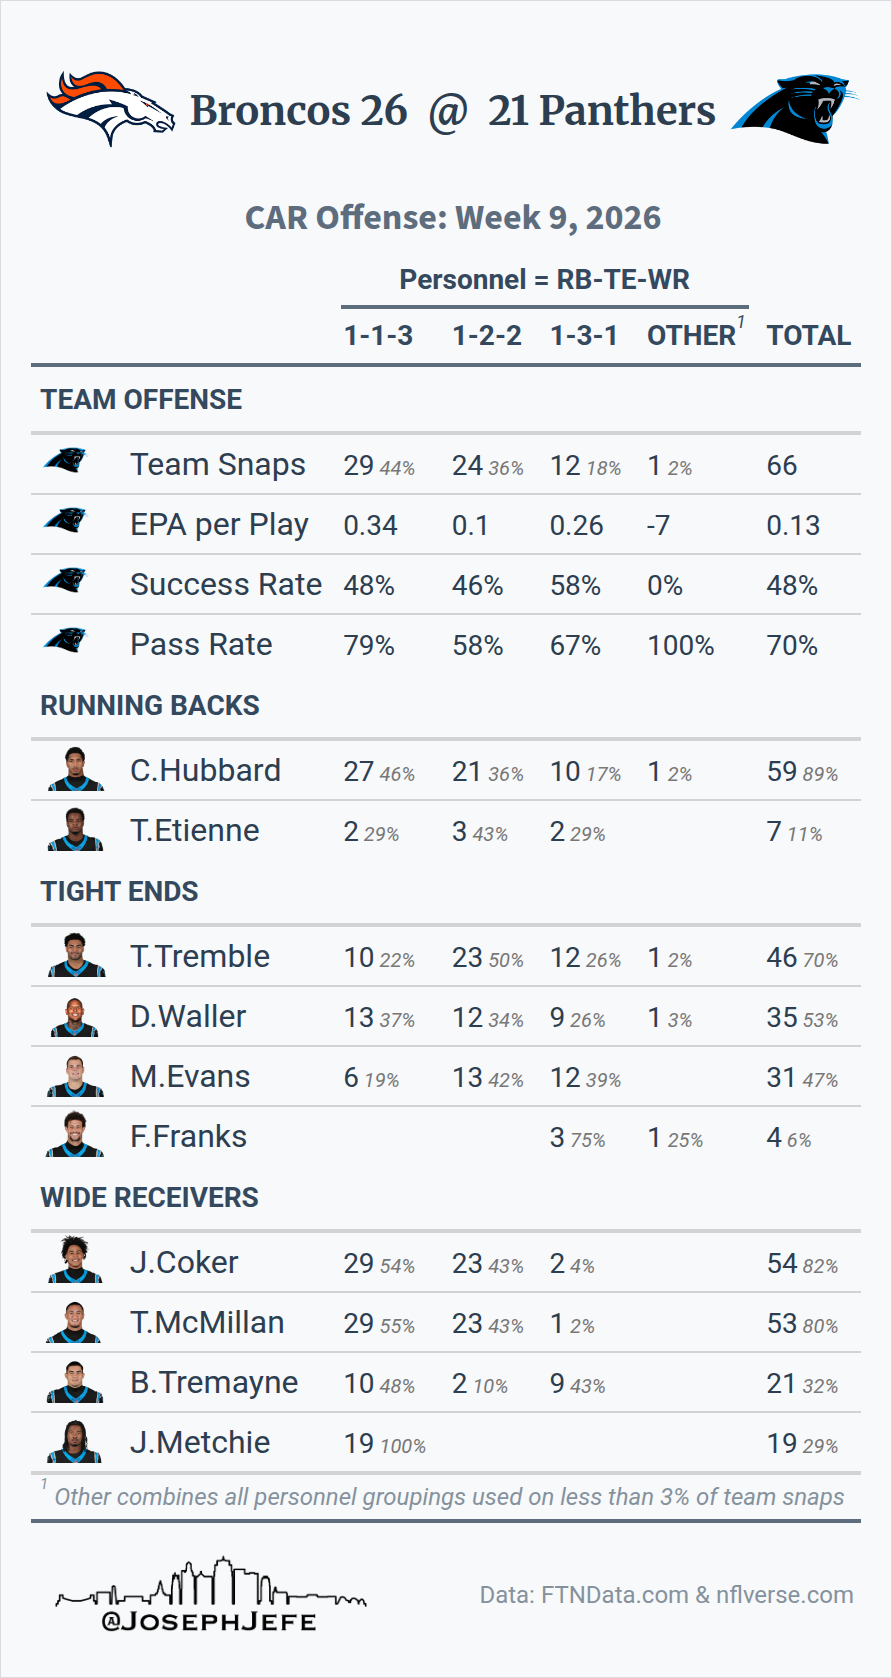 Broncos 26 @ 21 Panthers
CAR Offense: Week 9, 2026
Personnel = RB-TE-WR
1-1-3 1-2-2 1-3-1 OTHER1 TOTAL
TEAM OFFENSE
Team Snaps 29 44% 24 36% 12 18% 1 2% 66
EPA per Play 0.34 0.1 0.26 -7 0.13
Success Rate 48% 46% 58% 0% 48%
Pass Rate 79% 58% 67% 100% 70%
RUNNING BACKS
C.Hubbard 27 46% 21 36% 10 17% 1 2% 59 89%
T.Etienne 2 29% 3 43% 2 29% 7 11%
TIGHT ENDS
T.Tremble 10 22% 23 50% 12 26% 1 2% 46 70%
D.Waller 13 37% 12 34% 9 26% 1 3% 35 53%
M.Evans 6 19% 13 42% 12 39% 31 47%
F.Franks 3 75% 1 25% 4 6%
WIDE RECEIVERS
J.Coker 29 54% 23 43% 2 4% 54 82%
T.McMillan 29 55% 23 43% 1 2% 53 80%
B.Tremayne 10 48% 2 10% 9 43% 21 32%
J.Metchie 19 100% 19 29%
1 Other combines all personnel groupings used on less than 3% of team snaps
@JosephJefe
Data: FTNData.com & nflverse.com